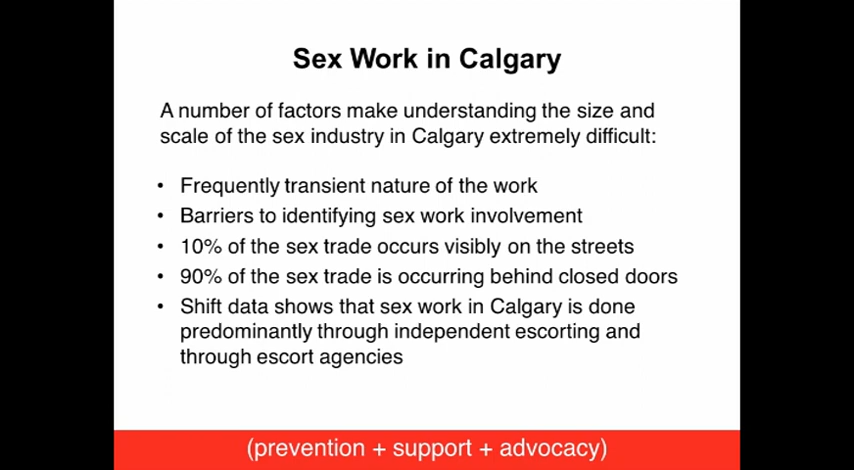 Sex Work in Calgary
A number of factors make understanding the size and
scale of the sex industry in Calgary extremely difficult:
• Frequently transient nature of the work
• Barriers to identifying sex work involvement
• 10% of the sex trade occurs visibly on the streets
• 90% of the sex trade is occurring behind closed doors
• Shift data shows that sex work in Calgary is done
predominantly through independent escorting and
through escort agencies
(prevention + support + advocacy)